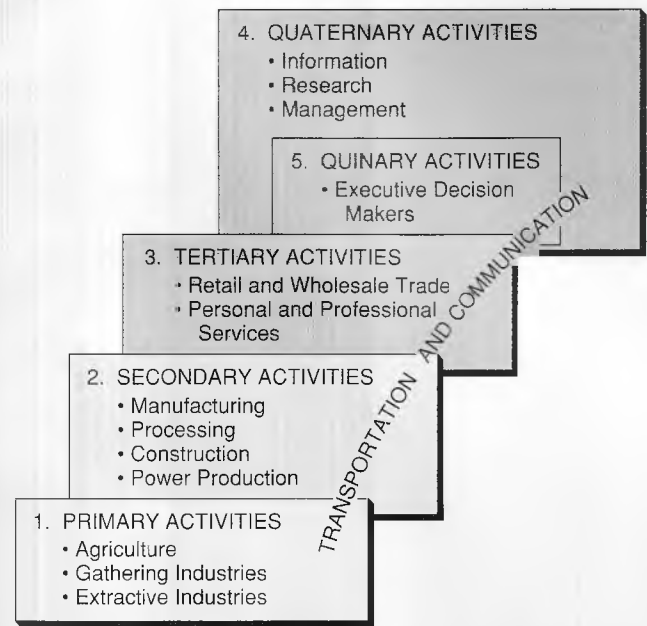 4. QUATERNARY ACTIVITIES
• Information
• Research
• Management
5. QUINARY ACTIVITIES
• Executive Decision
Makers
3. TERTIARY ACTIVITIES
• Retail and Wholesale Trade
• Personal and Professional
Services
2. SECONDARY ACTIVITIES
• Manufacturing
• Processing
• Construction
• Power Production
1. PRIMARY ACTIVITIES
• Agriculture
• Gathering Industries
• Extractive Industries
TRANSPORTATION AND COMMUNICATION